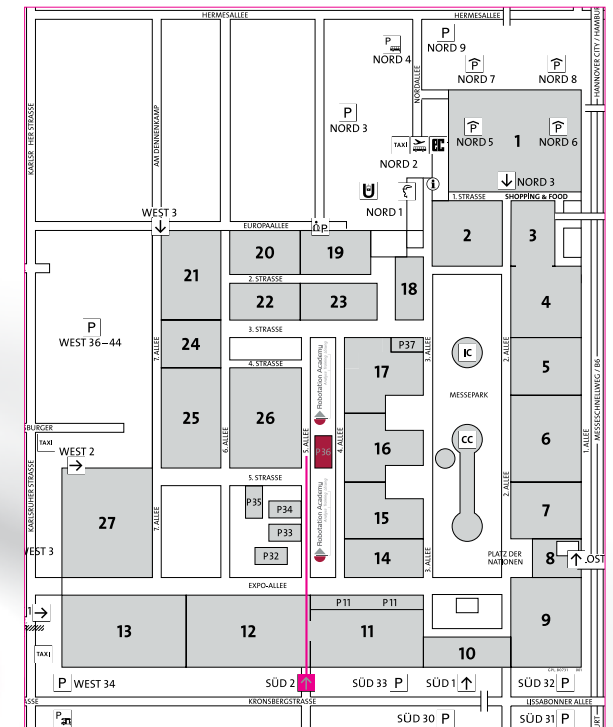 HERMESALLEE
HERMESALLEE
HANNOVER CITY / HAMBUR
KARLSR HER STRASSE
AM DENNENKAMP
NORDALLEE
P
NORD 4
P
NORD 9
P
NORD 7
P
NORD 8
P
NORD 3
TAXI
EC
NORD 2
P
NORD 5
1
P
NORD 6
U
NORD 1
i
NORD 3
1. STRASSE
SHOPPING & FOOD
WEST 3
EUROPAALLEE
P
21
20
19
2
3
2. STRASSE
22
23
18
4
P
WEST 36–44
3. STRASSE
24
7. ALLEE
4. STRASSE
P37
17
3. ALLEE
IC
2. ALLEE
5
MESSEPARK
MESSESCHNELLWEG / B6
Robotation Academy
BURGER
TAXI
WEST 2
25
6. ALLEE
26
5. ALLEE
P36
4. ALLEE
16
CC
6
1. ALLEE
KARLSRUHER STRASSE
27
7. ALLEE
5. STRASSE
P35
P34
P33
P32
Robotation Academy
15
2. ALLEE
7
14
3. ALLEE
PLATZ DER
NATIONEN
8
OST
EST 3
EXPO-ALLEE
1
13
12
P11
P11
11
10
9
TAXI
P WEST 34
SÜD 2
SÜD 33 P
SÜD 1
SÜD 32 P
SSE
KRONSBERGSTRASSE
LISSABONNER ALLEE
P
SÜD 30 P
SÜD 31 P
RT -